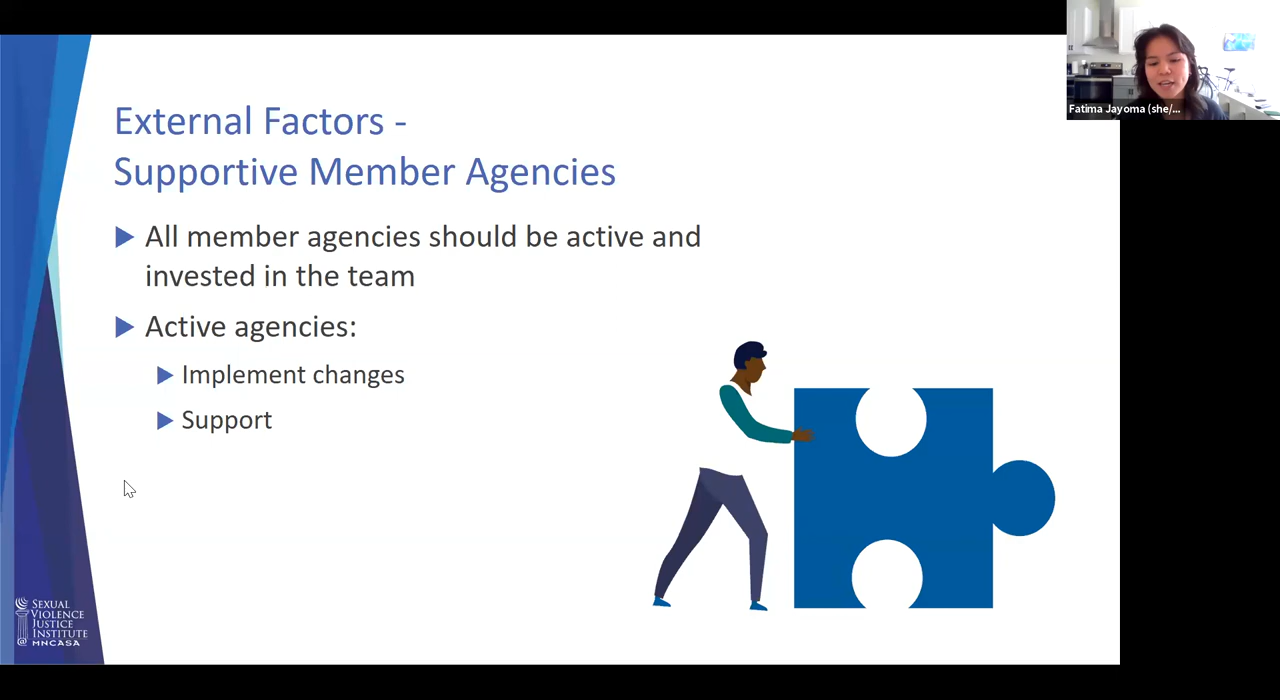 External Factors -
Supportive Member Agencies
All member agencies should be active and
invested in the team
Active agencies:
Implement changes
Support
Fatima Jayoma (she/...
SEXUAL
VIOLENCE
JUSTICE
INSTITUTE
@ MNCASA